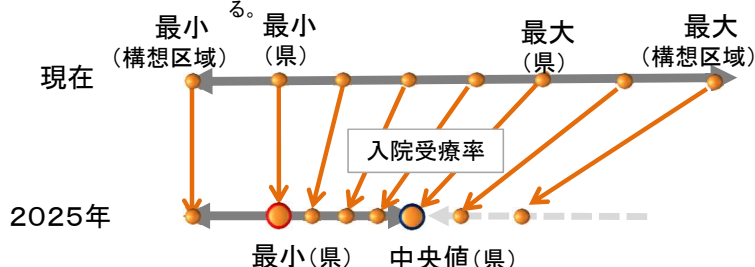 る。
最小
(構想区域)
最小
(県)
最大
(県)
最大
(構想区域)
現在
入院受療率
2025年
最小(県)
中央値(県)